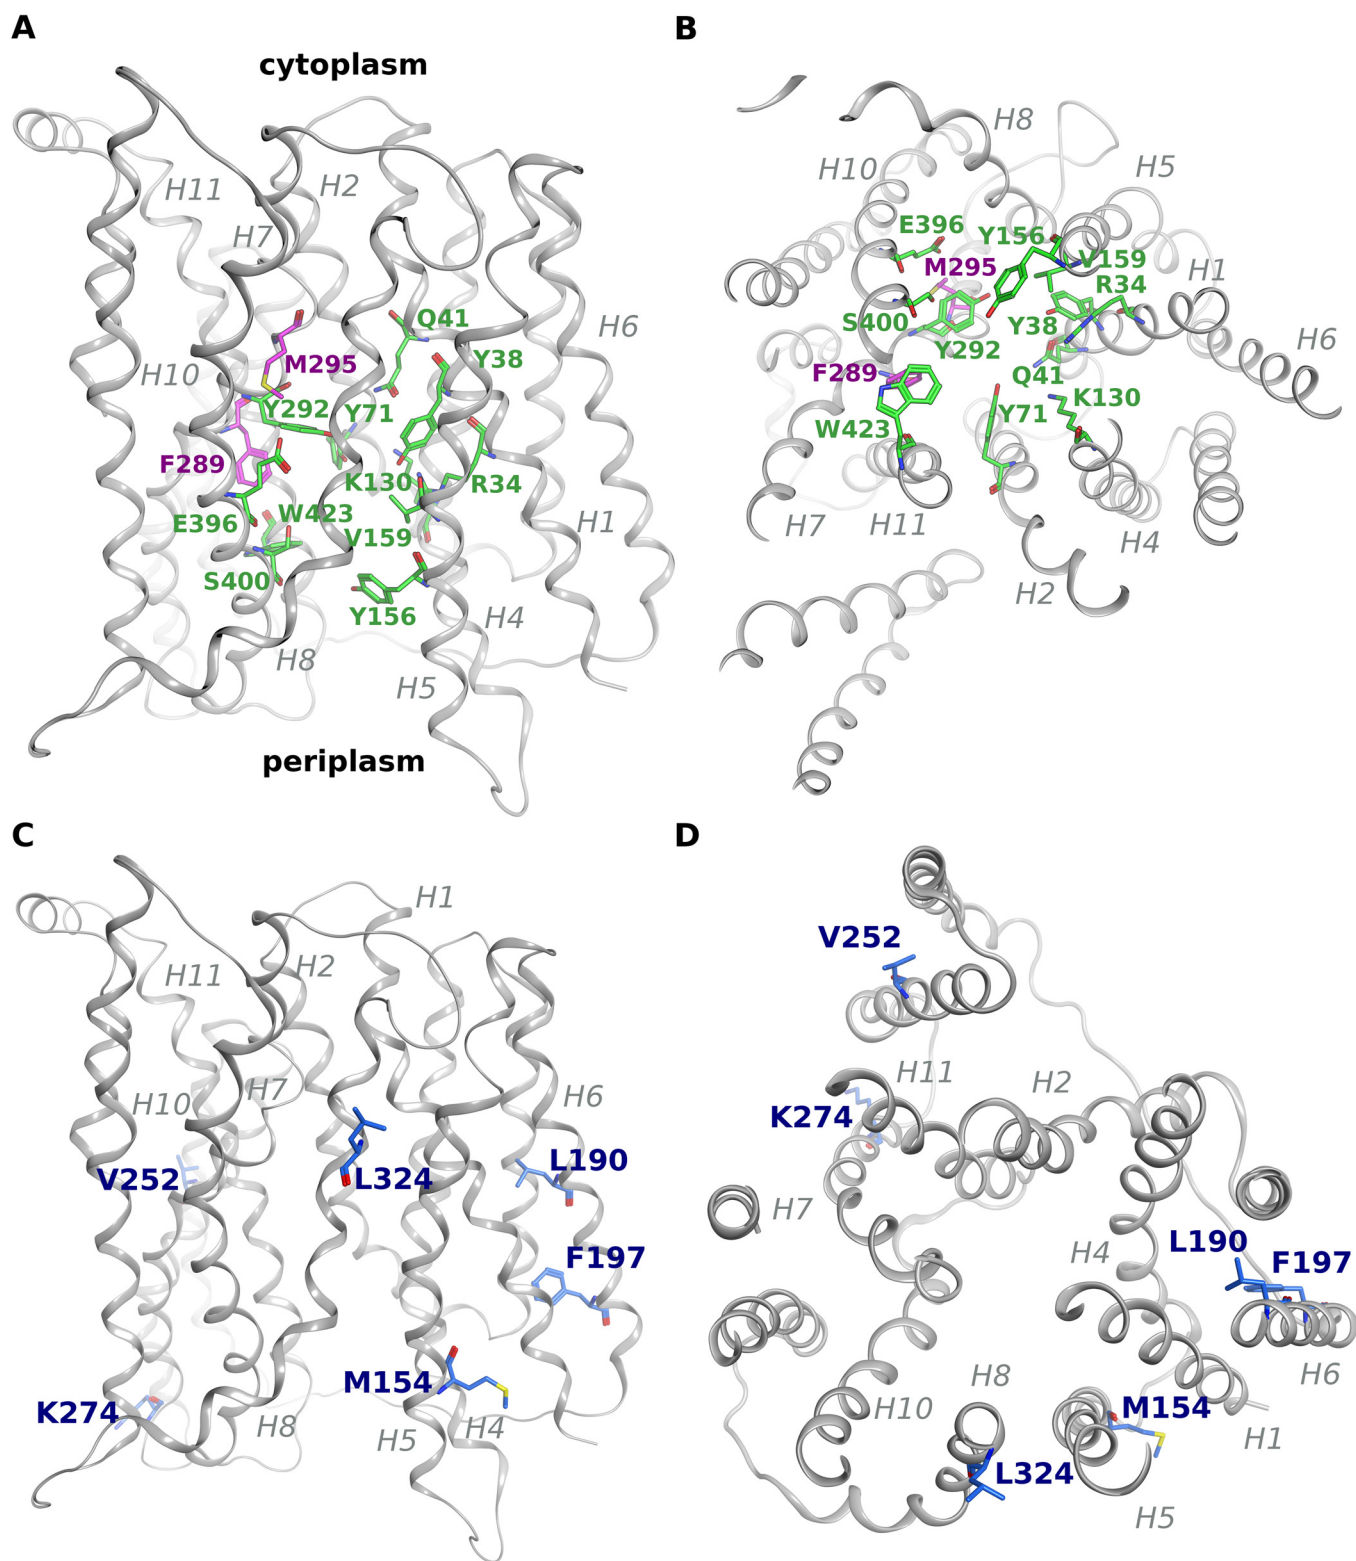 A
cytoplasm
H11
H2
H7
H6
Q41
Y38
M295
H10
Y292
Y71
F289
K130
R34
E396
W423
V159
H1
S400
Y156
H4
H8
H5
periplasm
B
H8
H10
H5
E396
Y156
V159
M295
R34
H1
S400
Y38
Y292
H6
F289
Q41
K130
Y71
W423
H7
H11
H4
H2
C
H1
H11
H2
H7
H10
H6
V252
L324
L190
F197
M154
K274
H8
H5
H4
D
V252
H11
H2
K274
H7
H4
L190
F197
H10
H8
H6
M154
H1
L324
H5